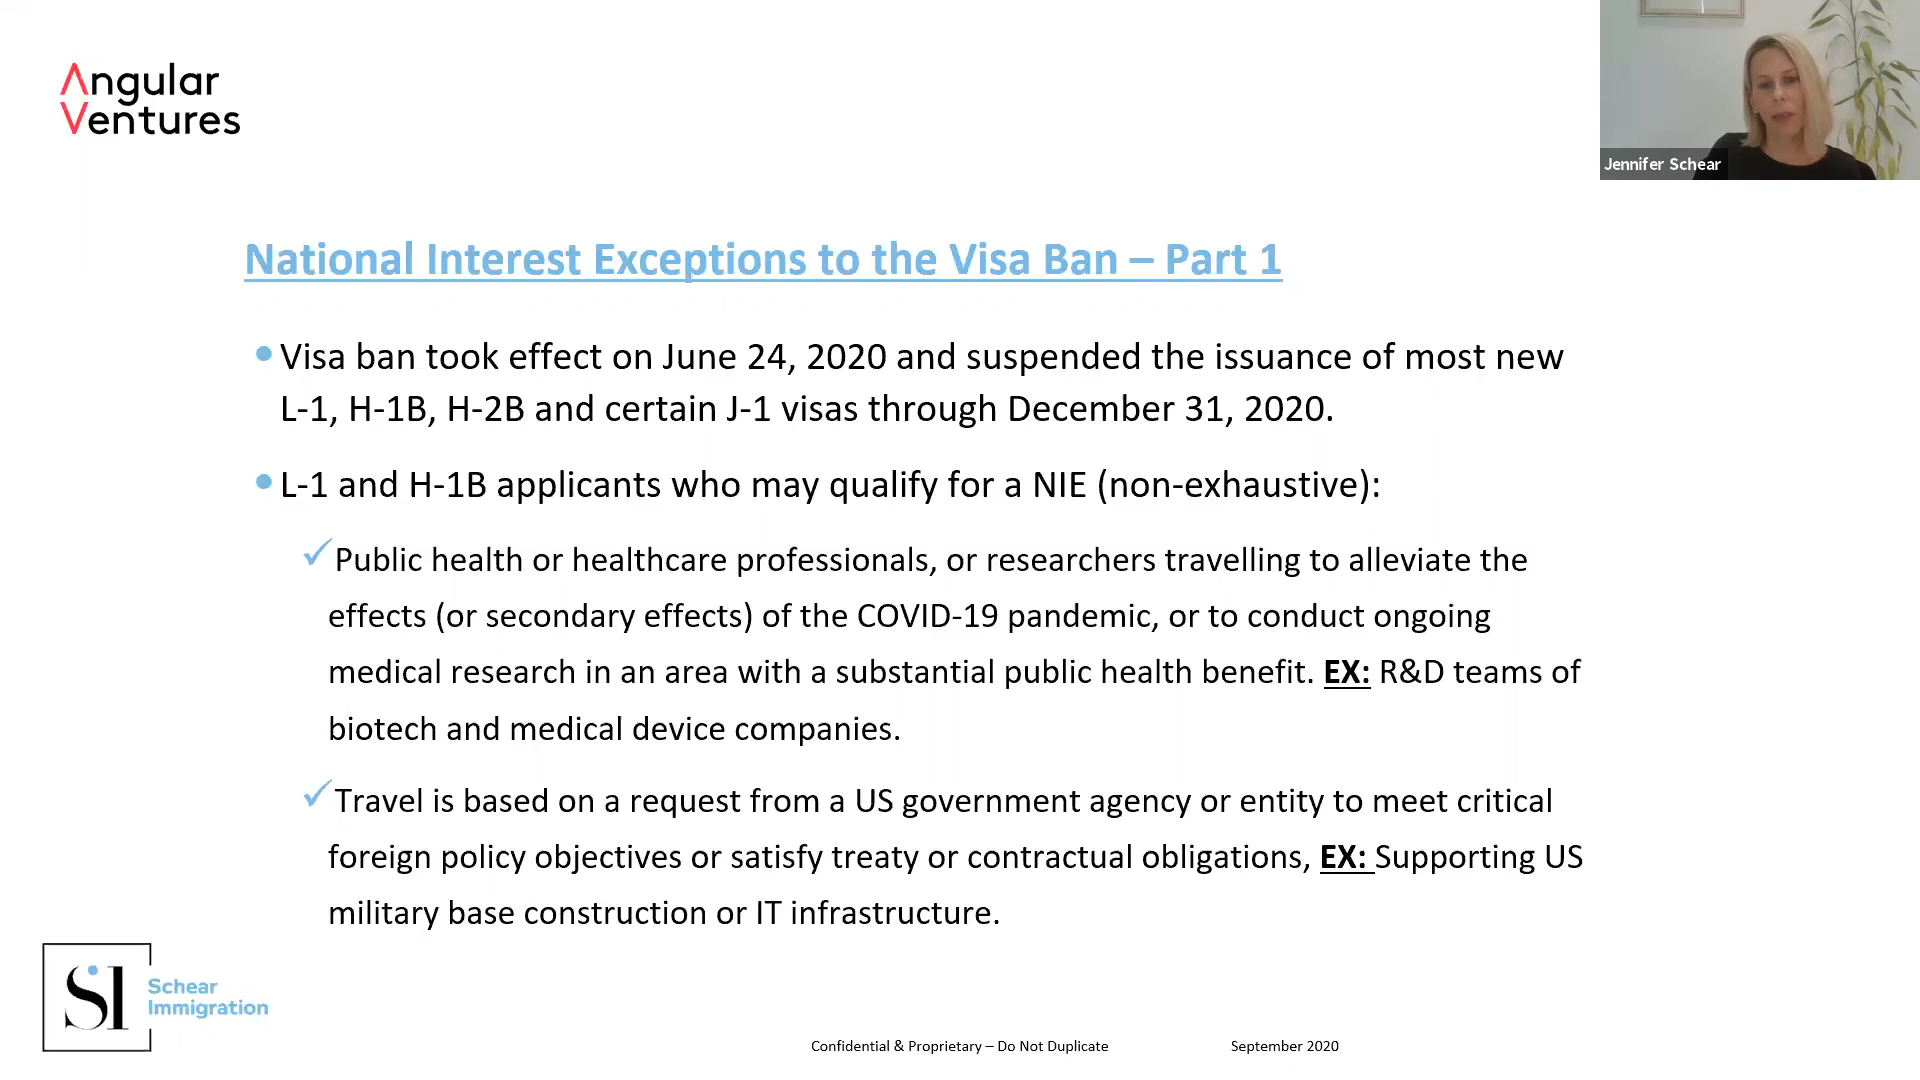 Angular
Ventures
Jennifer Schear
National Interest Exceptions to the Visa Ban – Part 1
• Visa ban took effect on June 24, 2020 and suspended the issuance of most new
L-1, H-1B, H-2B and certain J-1 visas through December 31, 2020.
• L-1 and H-1B applicants who may qualify for a NIE (non-exhaustive):
✓ Public health or healthcare professionals, or researchers travelling to alleviate the
effects (or secondary effects) of the COVID-19 pandemic, or to conduct ongoing
medical research in an area with a substantial public health benefit. EX: R&D teams of
biotech and medical device companies.
✓ Travel is based on a request from a US government agency or entity to meet critical
foreign policy objectives or satisfy treaty or contractual obligations, EX: Supporting US
military base construction or IT infrastructure.
SI
Schear
Immigration
Confidential & Proprietary – Do Not Duplicate
September 2020